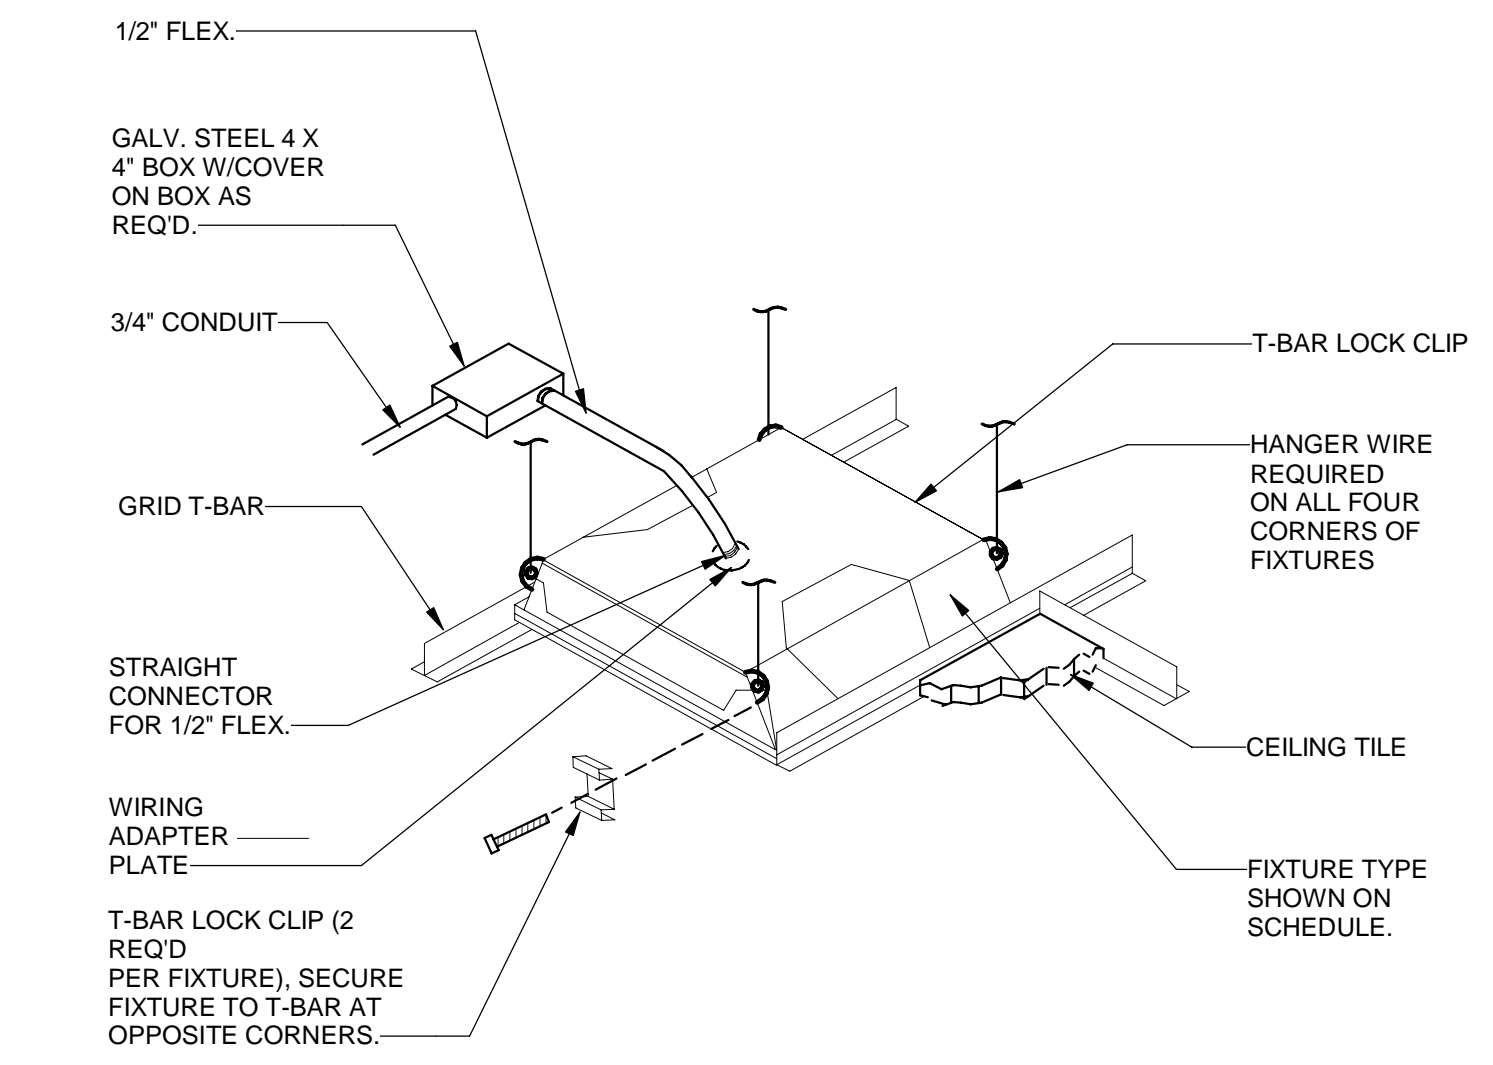 1/2" FLEX.
GALV. STEEL 4 X
4" BOX W/COVER
ON BOX AS
REQ'D.
3/4" CONDUIT
GRID T-BAR
STRAIGHT
CONNECTOR
FOR 1/2" FLEX.
WIRING
ADAPTER
PLATE
T-BAR LOCK CLIP (2
REQ'D
PER FIXTURE), SECURE
FIXTURE TO T-BAR AT
OPPOSITE CORNERS.
T-BAR LOCK CLIP
HANGER WIRE
REQUIRED
ON ALL FOUR
CORNERS OF
FIXTURES
CEILING TILE
FIXTURE TYPE
SHOWN ON
SCHEDULE.